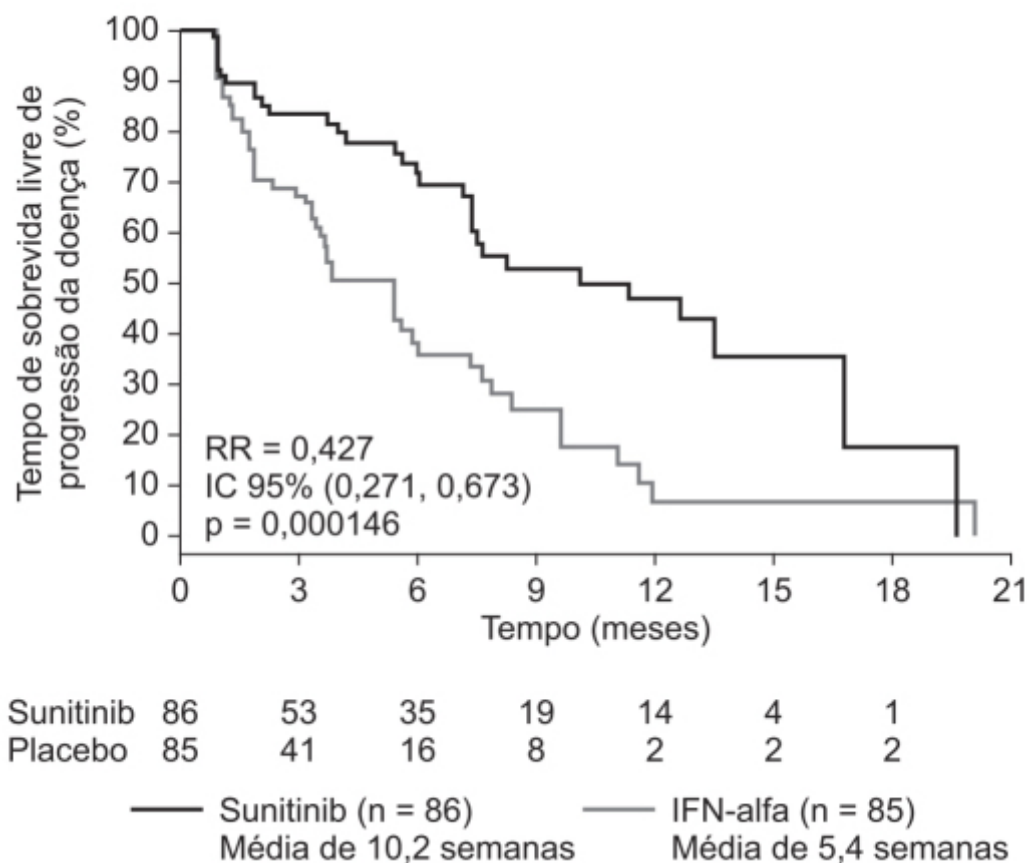 Tempo de sobrevida livre de
progressão da doença (%)
100
90
80
70
60
50
40
30
20
10
0
RR = 0,427
IC 95% (0,271, 0,673)
p = 0,000146
0 3 6 9 12 15 18 21
Tempo (meses)
Sunitinib 86 53 35 19 14 4 1
Placebo 85 41 16 8 2 2 2
Sunitinib (n = 86) IFN-alfa (n = 85)
Média de 10,2 semanas Média de 5,4 semanas